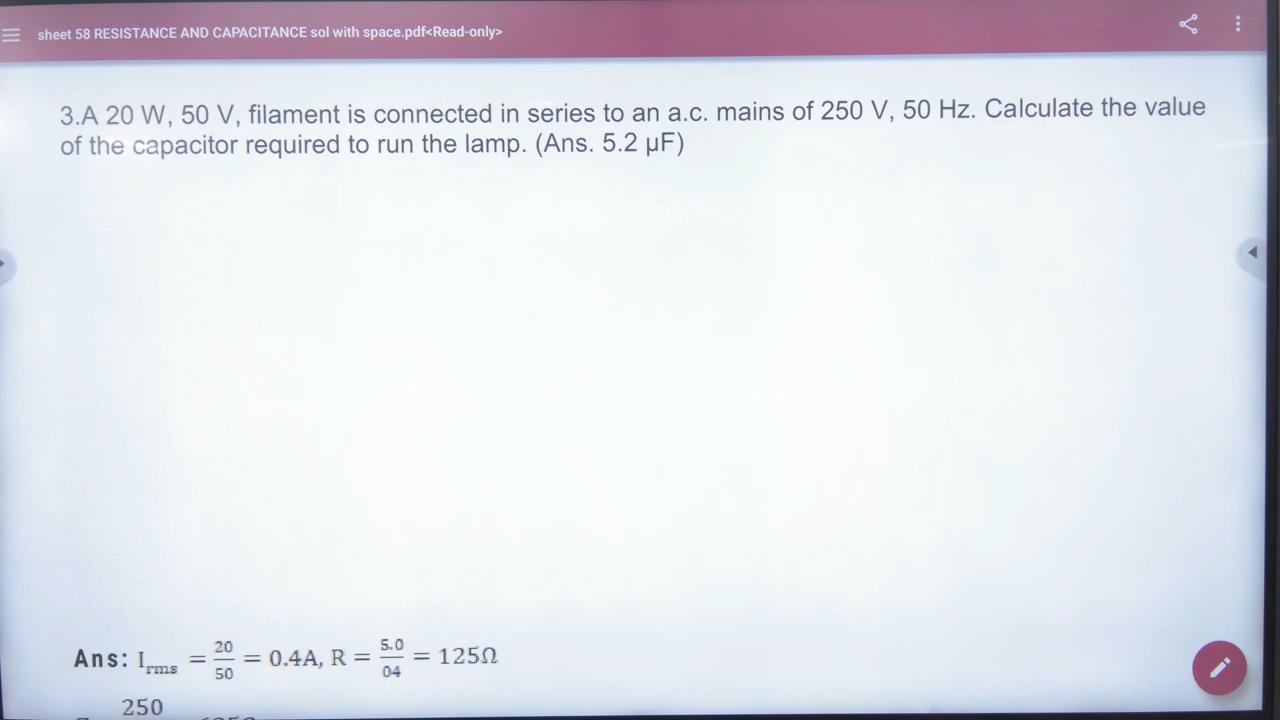 sheet 58 RESISTANCE AND CAPACITANCE sol with space.pdf<Read-only>
3.A 20 W, 50 V, filament is connected in series to an a.c. mains of 250 V, 50 Hz. Calculate the value
of the capacitor required to run the lamp. (Ans. 5.2 µF)
Ans: I_rms = 20/50 = 0.4A, R = 5.0/04 = 125Ω
250